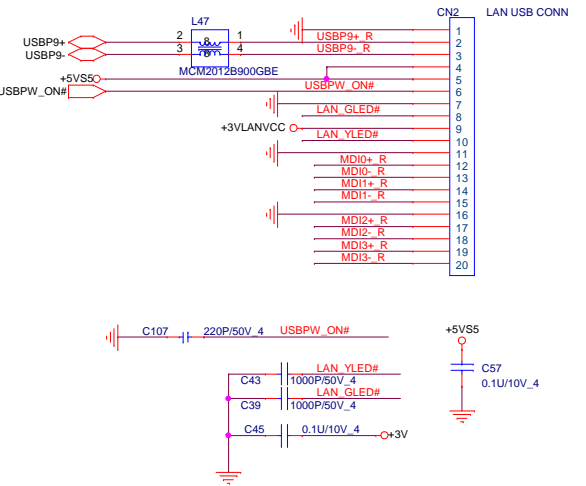 CN2 LAN USB CONN
L47
USBP9+ 2 8 1 USBP9+_R 1
USBP9- 3 8 4 USBP9-_R 2
MCM2012B900GBE 3
+5VS5 4
USBPW_ON# USBPW_ON# 5
6
7
LAN_GLED# 8
+3VLANVCC 9
LAN_YLED# 10
11
MDI0+_R 12
MDI0-_R 13
MDI1+_R 14
MDI1-_R 15
16
MDI2+_R 17
MDI2-_R 18
MDI3+_R 19
MDI3-_R 20
C107 220P/50V_4 USBPW_ON#
+5VS5
C57
0.1U/10V_4
LAN_YLED#
C43 1000P/50V_4
LAN_GLED#
C39 1000P/50V_4
C45 0.1U/10V_4 +3V